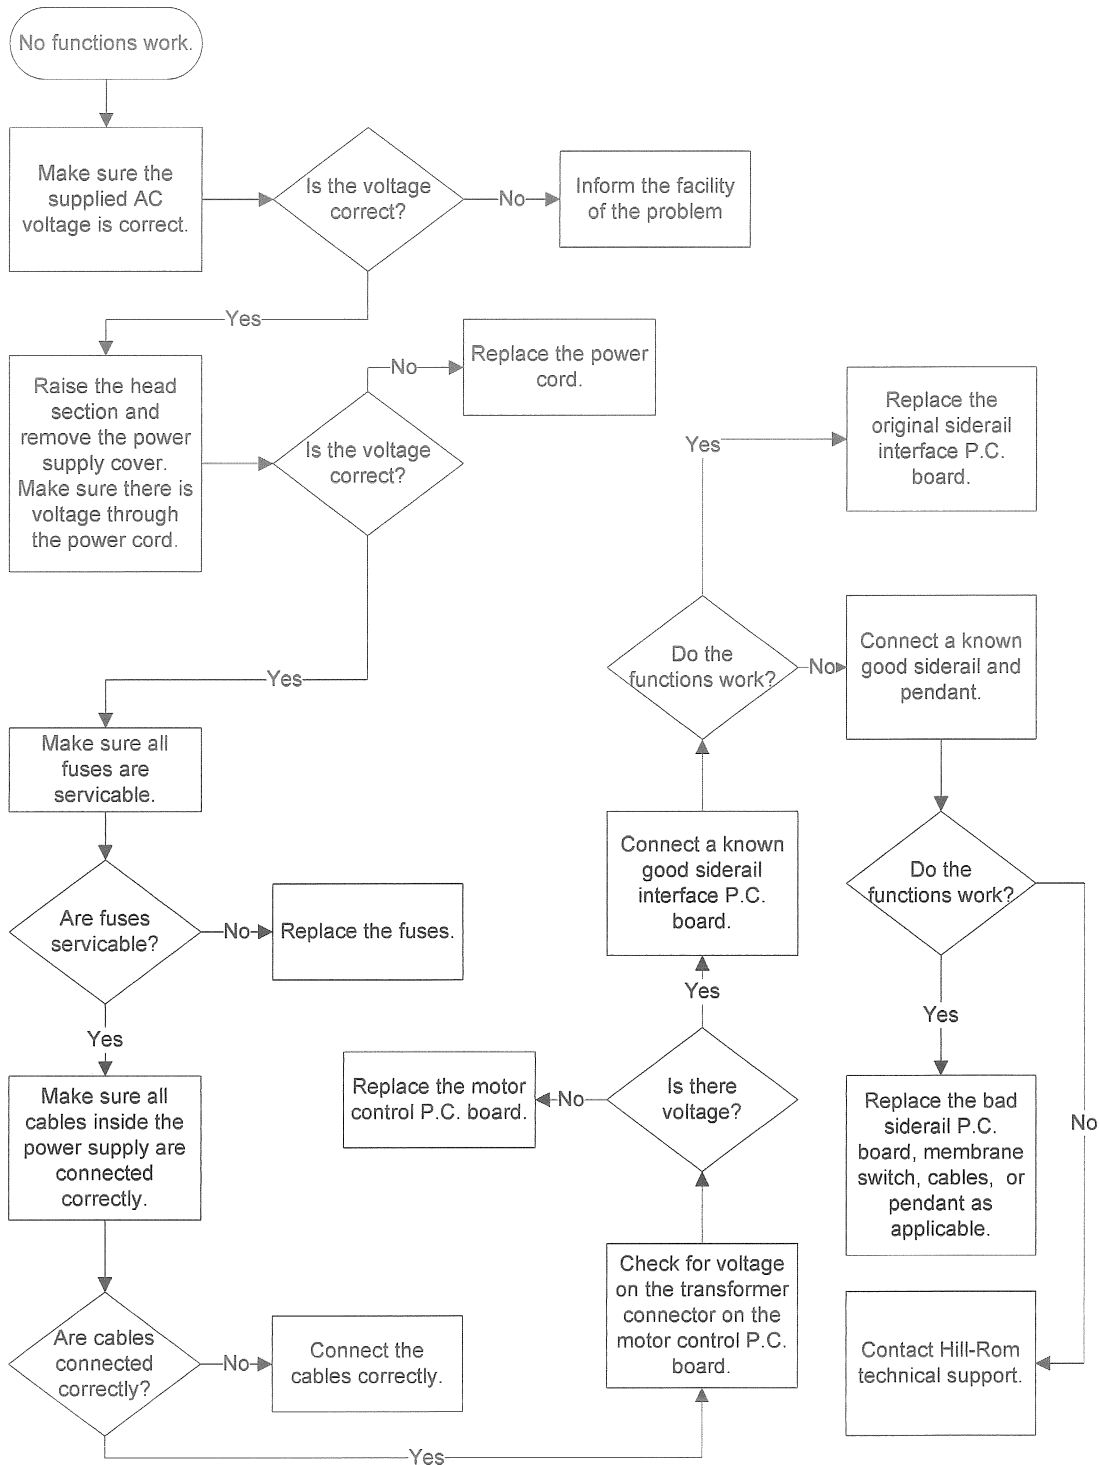 No functions work.
Make sure the
supplied AC
voltage is correct.
Is the voltage
correct?
No
Inform the facility
of the problem
Yes
Raise the head
section and
remove the power
supply cover.
Make sure there is
voltage through
the power cord.
Is the voltage
correct?
No
Replace the power
cord.
Yes
Make sure all
fuses are
servicable.
Are fuses
servicable?
No
Replace the fuses.
Yes
Make sure all
cables inside the
power supply are
connected
correctly.
Are cables
connected
correctly?
No
Connect the
cables correctly.
Yes
Check for voltage
on the transformer
connector on the
motor control P.C.
board.
Is there
voltage?
No
Replace the motor
control P.C. board.
Yes
Connect a known
good siderail
interface P.C.
board.
Do the
functions work?
Yes
Replace the
original siderail
interface P.C.
board.
No
Connect a known
good siderail and
pendant.
Do the
functions work?
Yes
Replace the bad
siderail P.C.
board, membrane
switch, cables, or
pendant as
applicable.
No
Contact Hill-Rom
technical support.